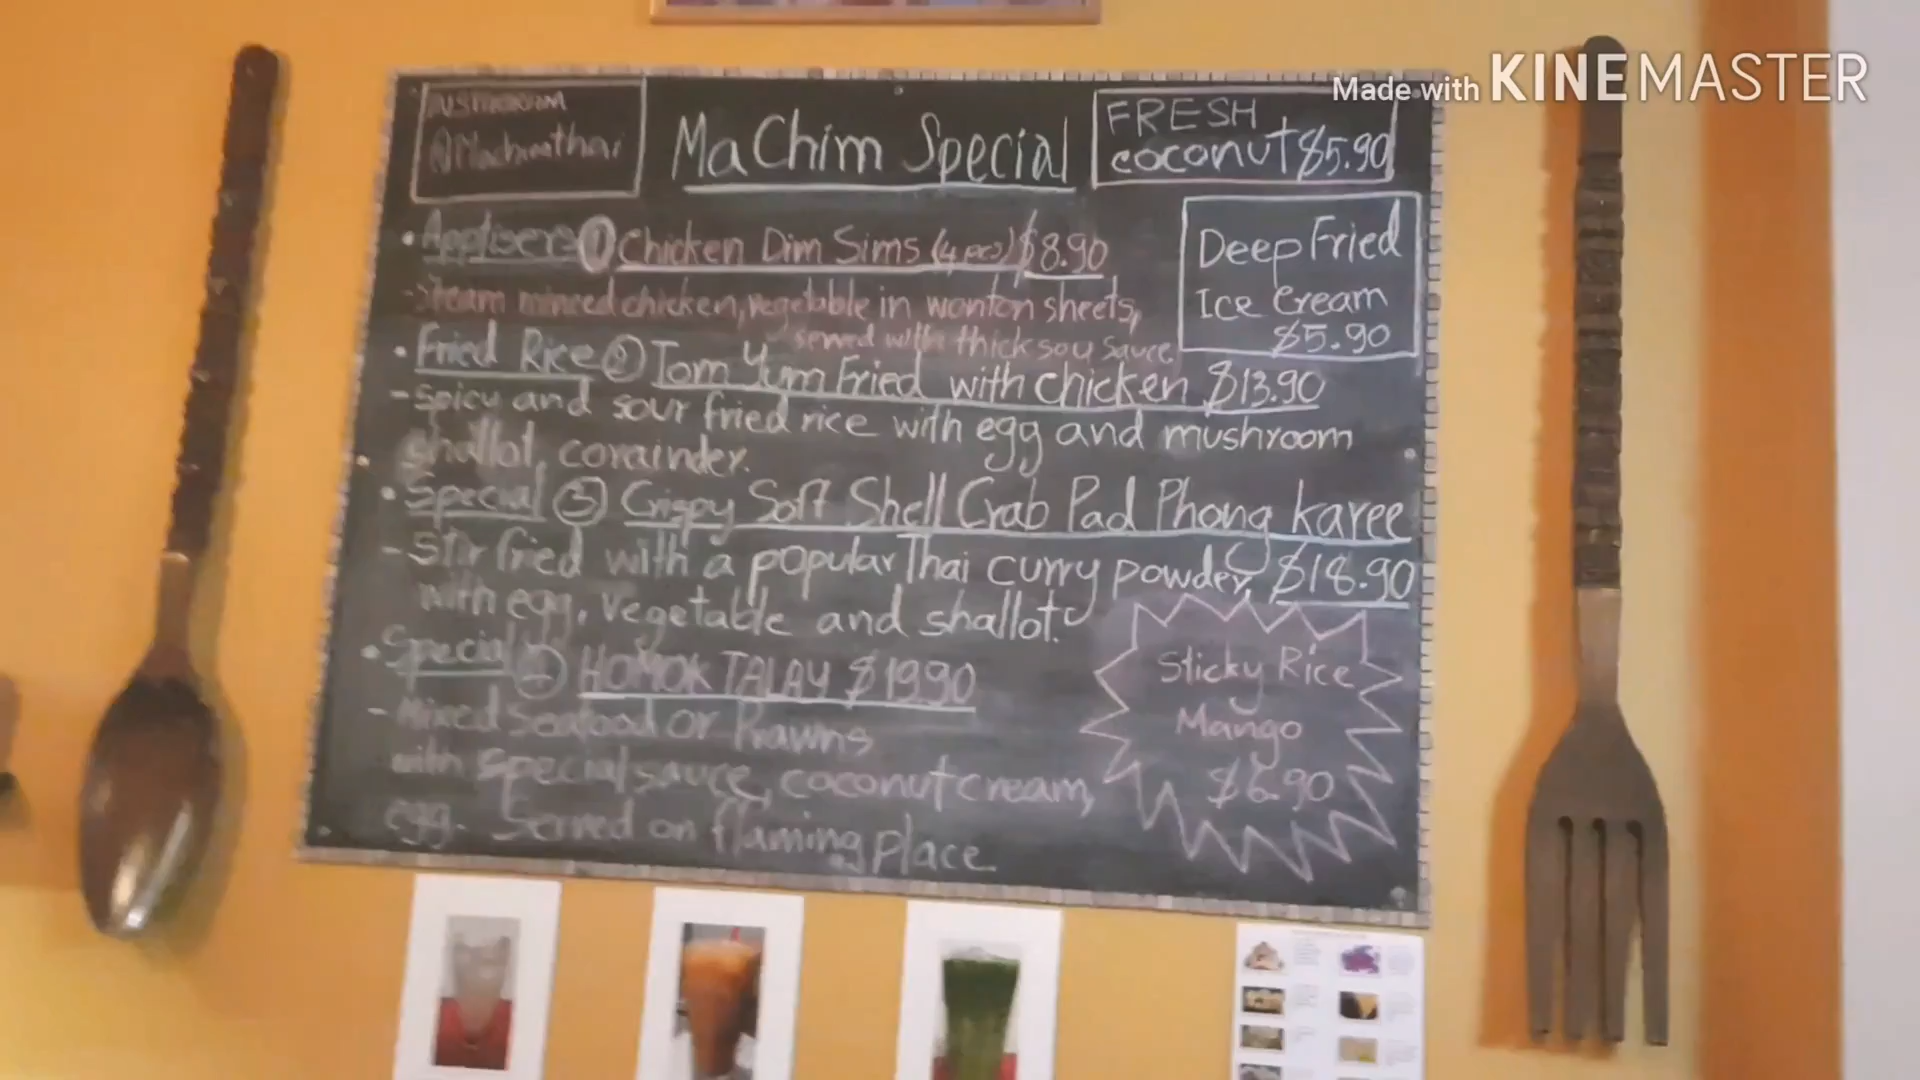 Made with KINEMASTER
@Machimthai
MaChim Special
FRESH
coconut $5.90
Deep Fried
Ice Cream
$5.90
• Appitisers ① Chicken Dim Sims (4 pcs) $8.90
- Steam minced chicken, vegetable in wonton sheets,
served with thick soy sauce
• Fried Rice ② Tom Yum Fried with chicken $13.90
- Spicy and sour fried rice with egg and mushroom
shallot, corainder.
• Special ③ Crispy Soft Shell Crab Pad Phong karee
- Stir fried with a popular Thai curry powder, $18.90
with egg, vegetable and shallot.
• Special ④ HOMOK TALAY $19.90
- Mixed Seafood or Prawns
with special sauce, coconut cream,
egg. Served on flaming place.
Sticky Rice
Mango
$6.90